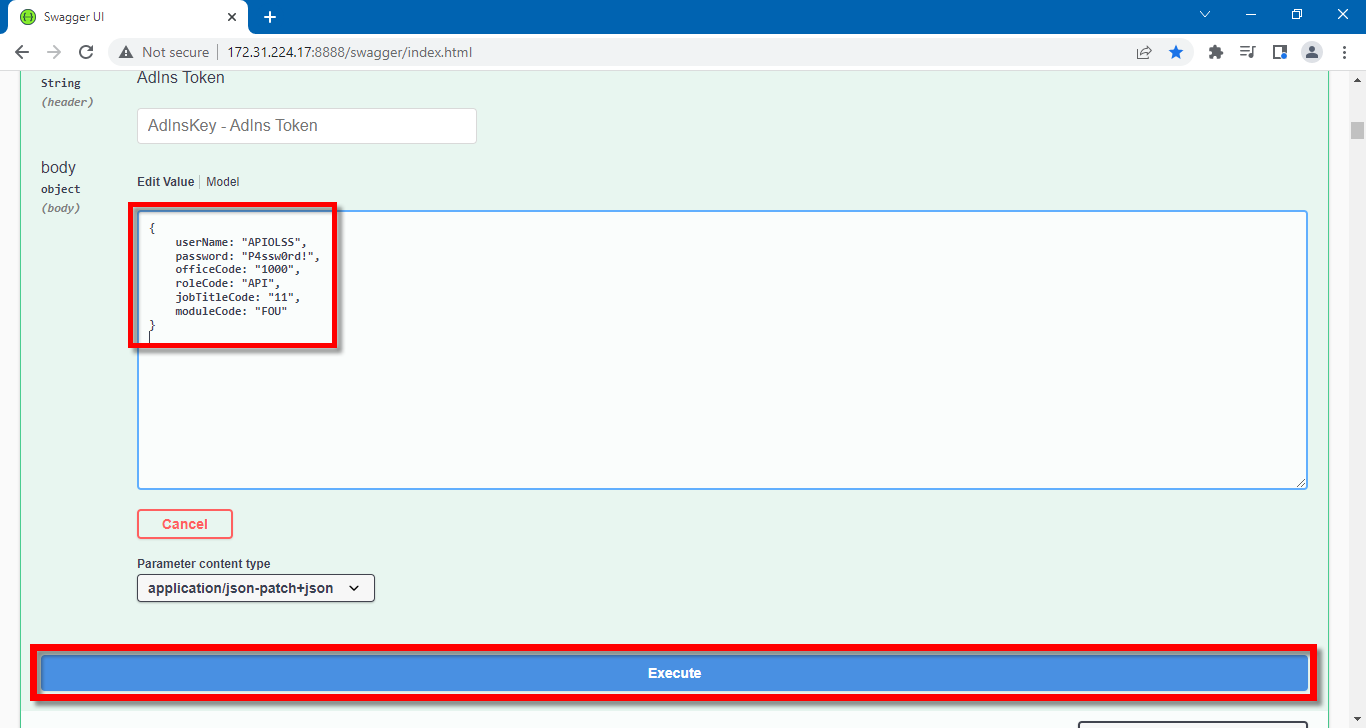 Swagger UI
Not secure
172.31.224.17:8888/swagger/index.html
String
(header)
AdIns Token
AdInsKey - AdIns Token
body
object
(body)
Edit Value | Model
{
userName: "APIOLSS",
password: "P4ssw0rd!",
officeCode: "1000",
roleCode: "API",
jobTitleCode: "11",
moduleCode: "FOU"
}
Cancel
Parameter content type
application/json-patch+json
Execute